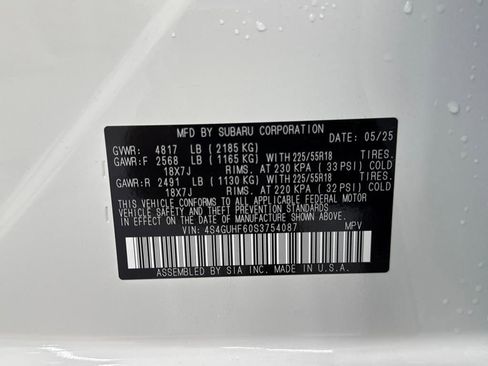 MFD BY SUBARU CORPORATION DATE: 05/25
GVWR: 4817 LB (2185 KG)
GAWR:F 2568 LB (1165 KG) WITH 225/55R18 TIRES.
18X7J RIMS. AT 230 KPA (33 PSI) COLD.
GAWR:R 2491 LB (1130 KG) WITH 225/55R18 TIRES.
18X7J RIMS. AT 220 KPA (32 PSI) COLD.
THIS VEHICLE CONFORMS TO ALL APPLICABLE FEDERAL MOTOR
VEHICLE SAFETY AND THEFT PREVENTION STANDARDS IN EFFECT
ON THE DATE OF MANUFACTURE SHOWN ABOVE.
VIN: 4S4GUHF60S3754087 MPV
ASSEMBLED BY SIA INC. MADE IN U.S.A.